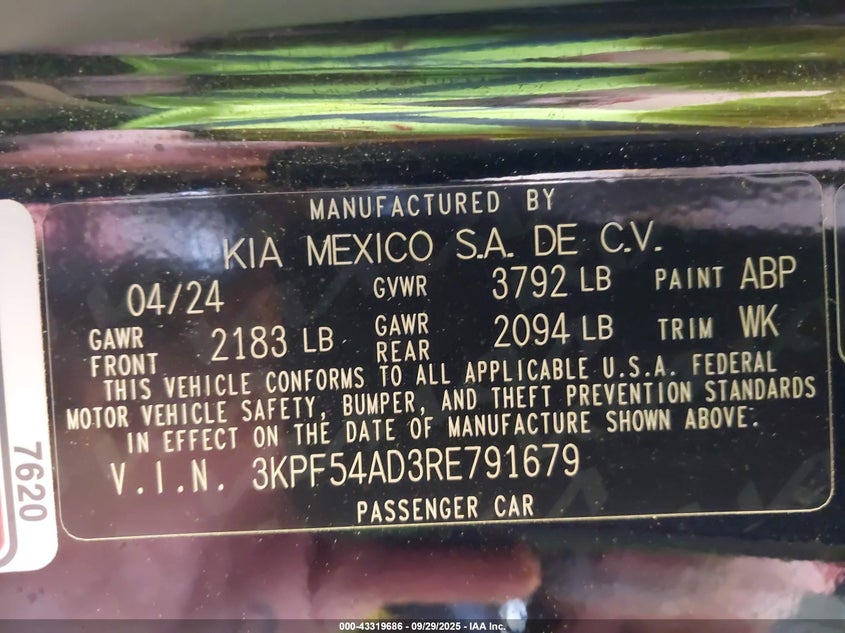 MANUFACTURED BY
KIA MEXICO S.A. DE C.V.
04/24 GVWR 3792 LB PAINT ABP
GAWR FRONT 2183 LB GAWR REAR 2094 LB TRIM WK
THIS VEHICLE CONFORMS TO ALL APPLICABLE U.S.A. FEDERAL
MOTOR VEHICLE SAFETY, BUMPER, AND THEFT PREVENTION STANDARDS
IN EFFECT ON THE DATE OF MANUFACTURE SHOWN ABOVE.
V.I.N. 3KPF54AD3RE791679
PASSENGER CAR
7620
000-43319686 - 09/29/2025 - IAA Inc.